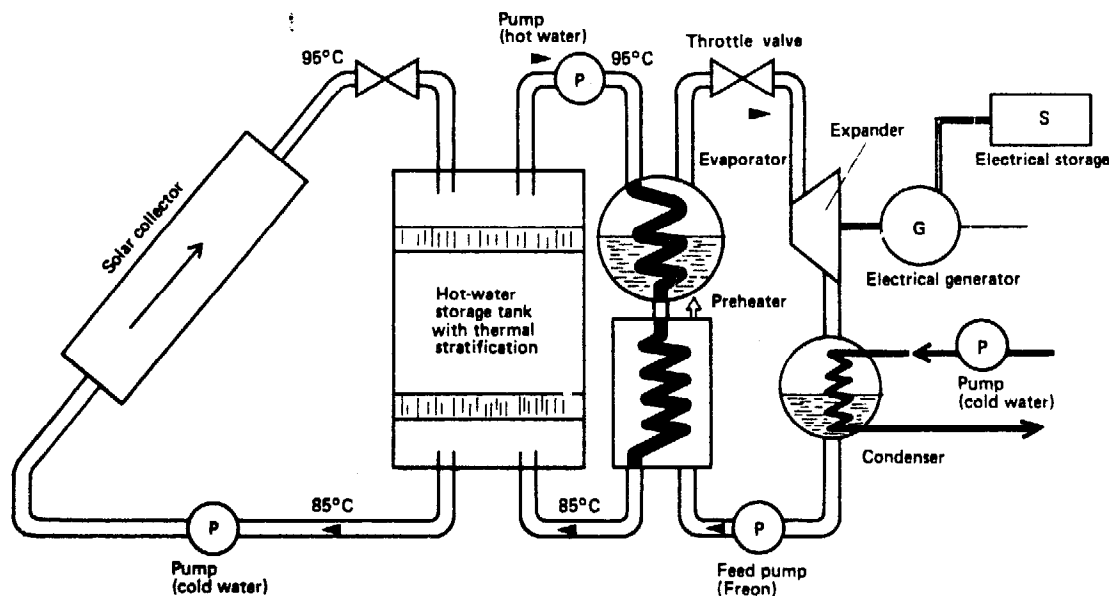 Pump
(hot water)
Throttle valve
95°C
95°C
P
Expander
S
Electrical storage
Evaporator
Solar collector
G
Electrical generator
Hot-water
storage tank
with thermal
stratification
Preheater
P
Pump
(cold water)
Condenser
85°C
85°C
P
P
Pump
(cold water)
Feed pump
(Freon)